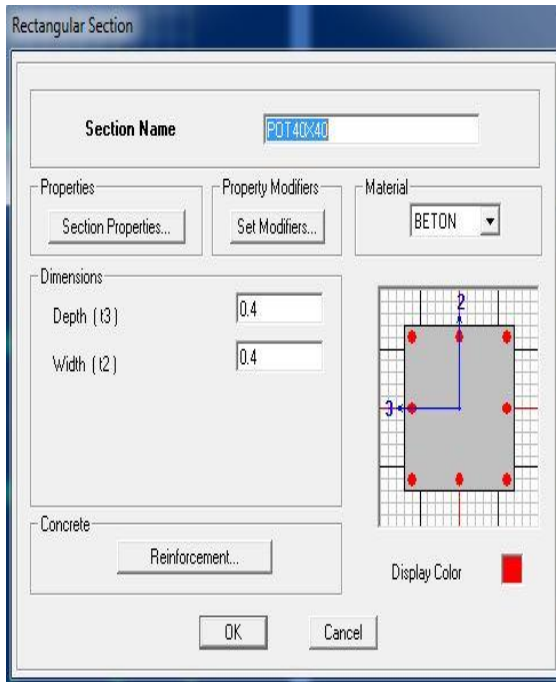 Rectangular Section
Section Name POT40X40
Properties Property Modifiers Material
Section Properties... Set Modifiers... BETON
Dimensions
Depth ( t3 ) 0.4
Width ( t2 ) 0.4
2
3
Concrete
Reinforcement...
Display Color
OK Cancel